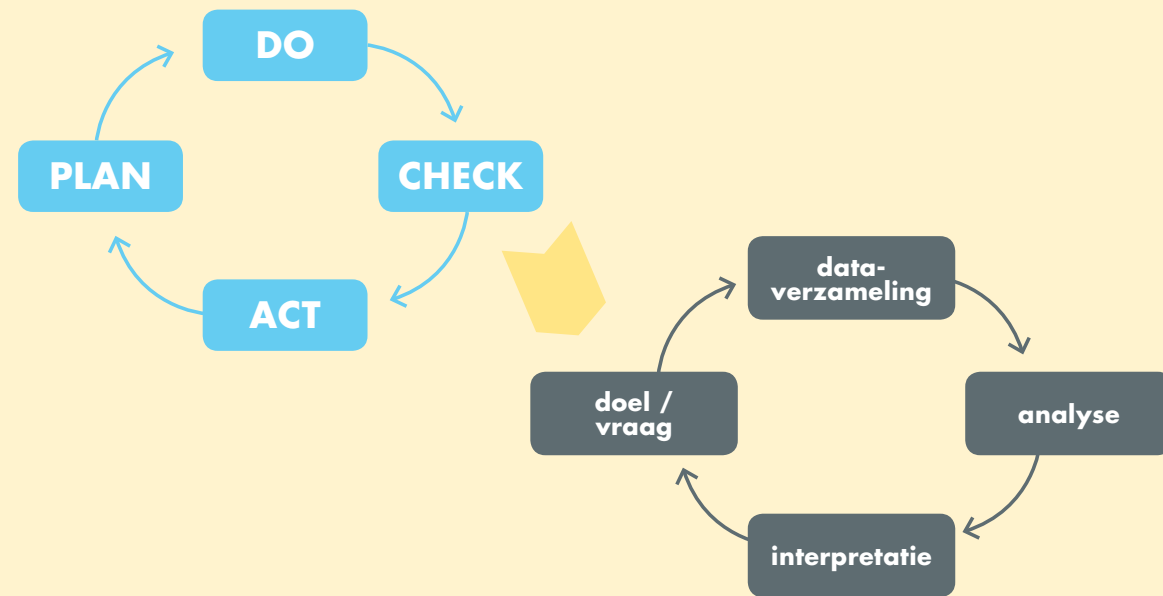 DO
PLAN
CHECK
ACT
data-
verzameling
doel /
vraag
analyse
interpretatie